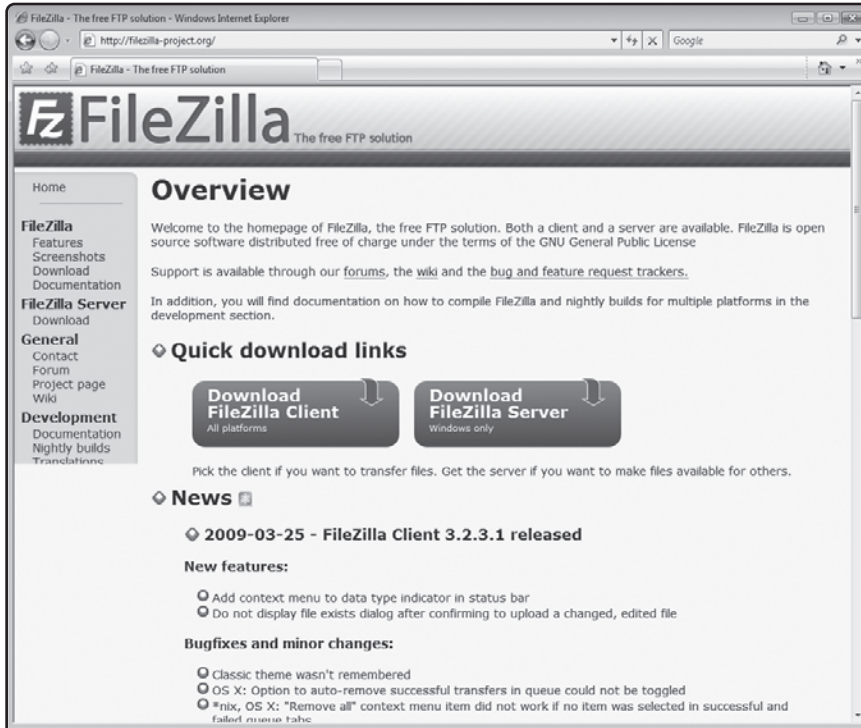 FileZilla - The free FTP solution - Windows Internet Explorer
http://filezilla-project.org/
Google
FileZilla - The free FTP solution
Fz FileZilla The free FTP solution
Home
FileZilla
Features
Screenshots
Download
Documentation
FileZilla Server
Download
General
Contact
Forum
Project page
Wiki
Development
Documentation
Nightly builds
Translations
Overview
Welcome to the homepage of FileZilla, the free FTP solution. Both a client and a server are available. FileZilla is open
source software distributed free of charge under the terms of the GNU General Public License
Support is available through our forums, the wiki and the bug and feature request trackers.
In addition, you will find documentation on how to compile FileZilla and nightly builds for multiple platforms in the
development section.
Quick download links
Download
FileZilla Client
All platforms
Download
FileZilla Server
Windows only
Pick the client if you want to transfer files. Get the server if you want to make files available for others.
News
2009-03-25 - FileZilla Client 3.2.3.1 released
New features:
Add context menu to data type indicator in status bar
Do not display file exists dialog after confirming to upload a changed, edited file
Bugfixes and minor changes:
Classic theme wasn't remembered
OS X: Option to auto-remove successful transfers in queue could not be toggled
*nix, OS X: "Remove all" context menu item did not work if no item was selected in successful and
failed queue tabs